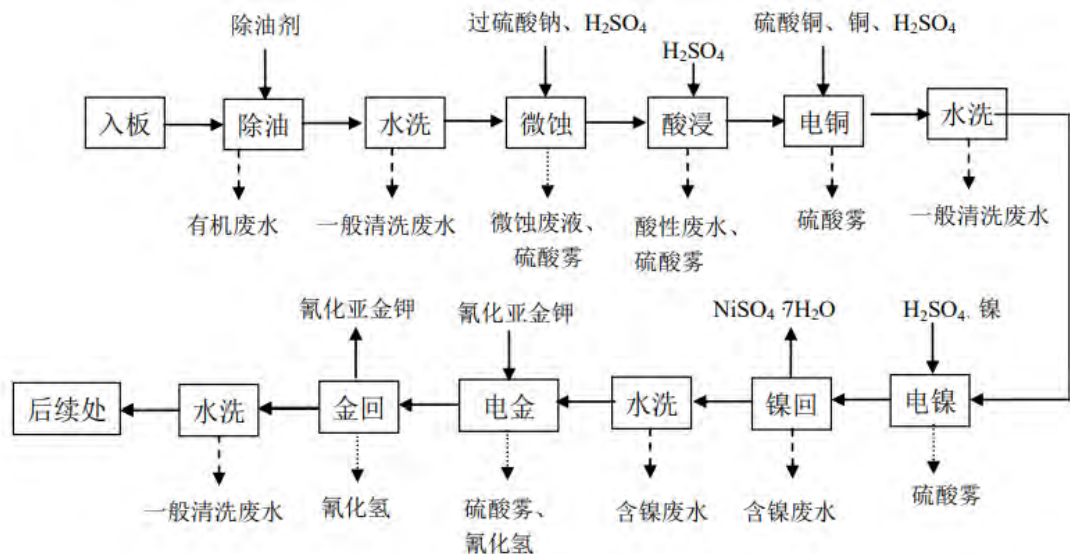 除油剂
过硫酸钠、H₂SO₄
H₂SO₄
硫酸铜、铜、H₂SO₄
入板
除油
水洗
微蚀
酸浸
电铜
水洗
有机废水
一般清洗废水
微蚀废液、
硫酸雾
酸性废水、
硫酸雾
硫酸雾
一般清洗废水
氰化亚金钾
氰化亚金钾
NiSO₄·7H₂O
H₂SO₄、镍
后续处
水洗
金回
电金
水洗
镍回
电镍
一般清洗废水
氰化氢
硫酸雾、
氰化氢
含镍废水
含镍废水
硫酸雾